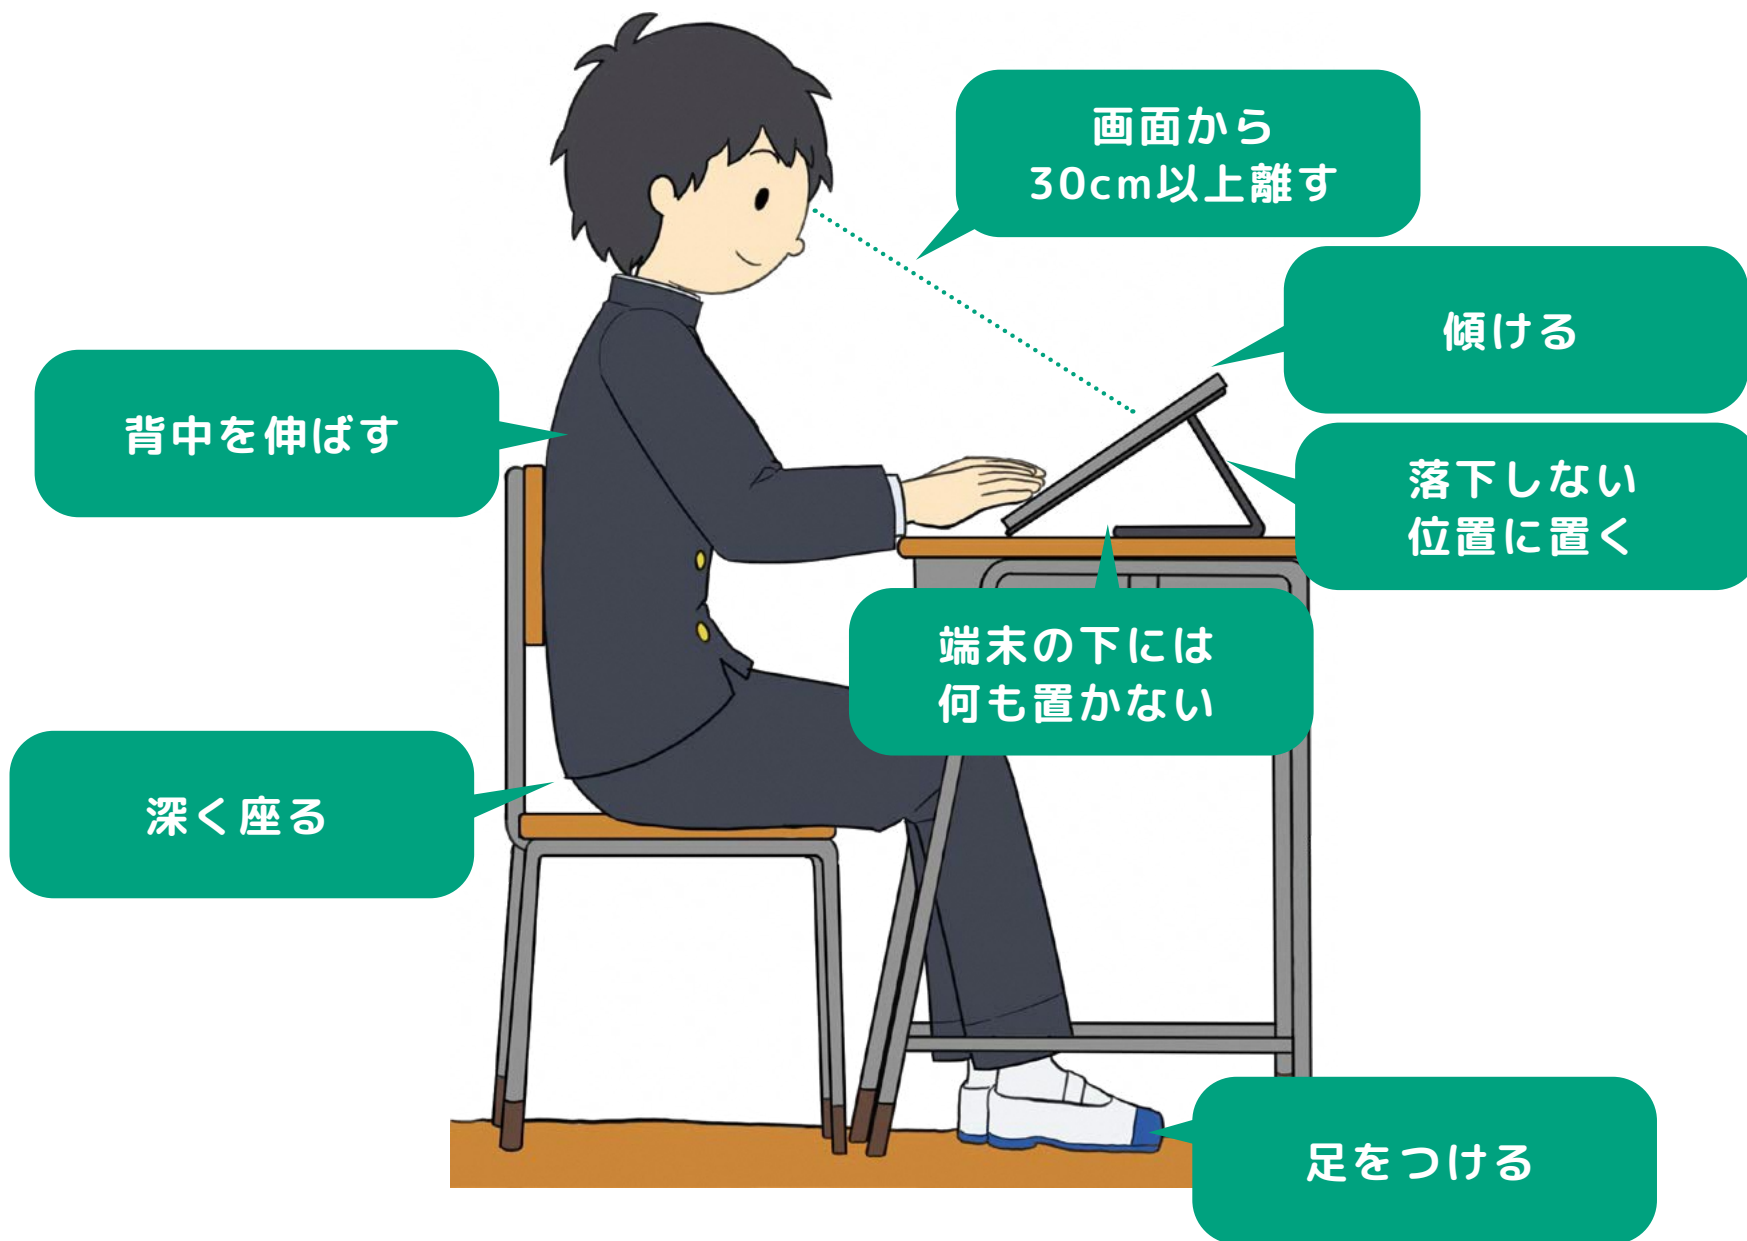 画面から
30cm以上離す
傾ける
背中を伸ばす
落下しない
位置に置く
端末の下には
何も置かない
深く座る
足をつける